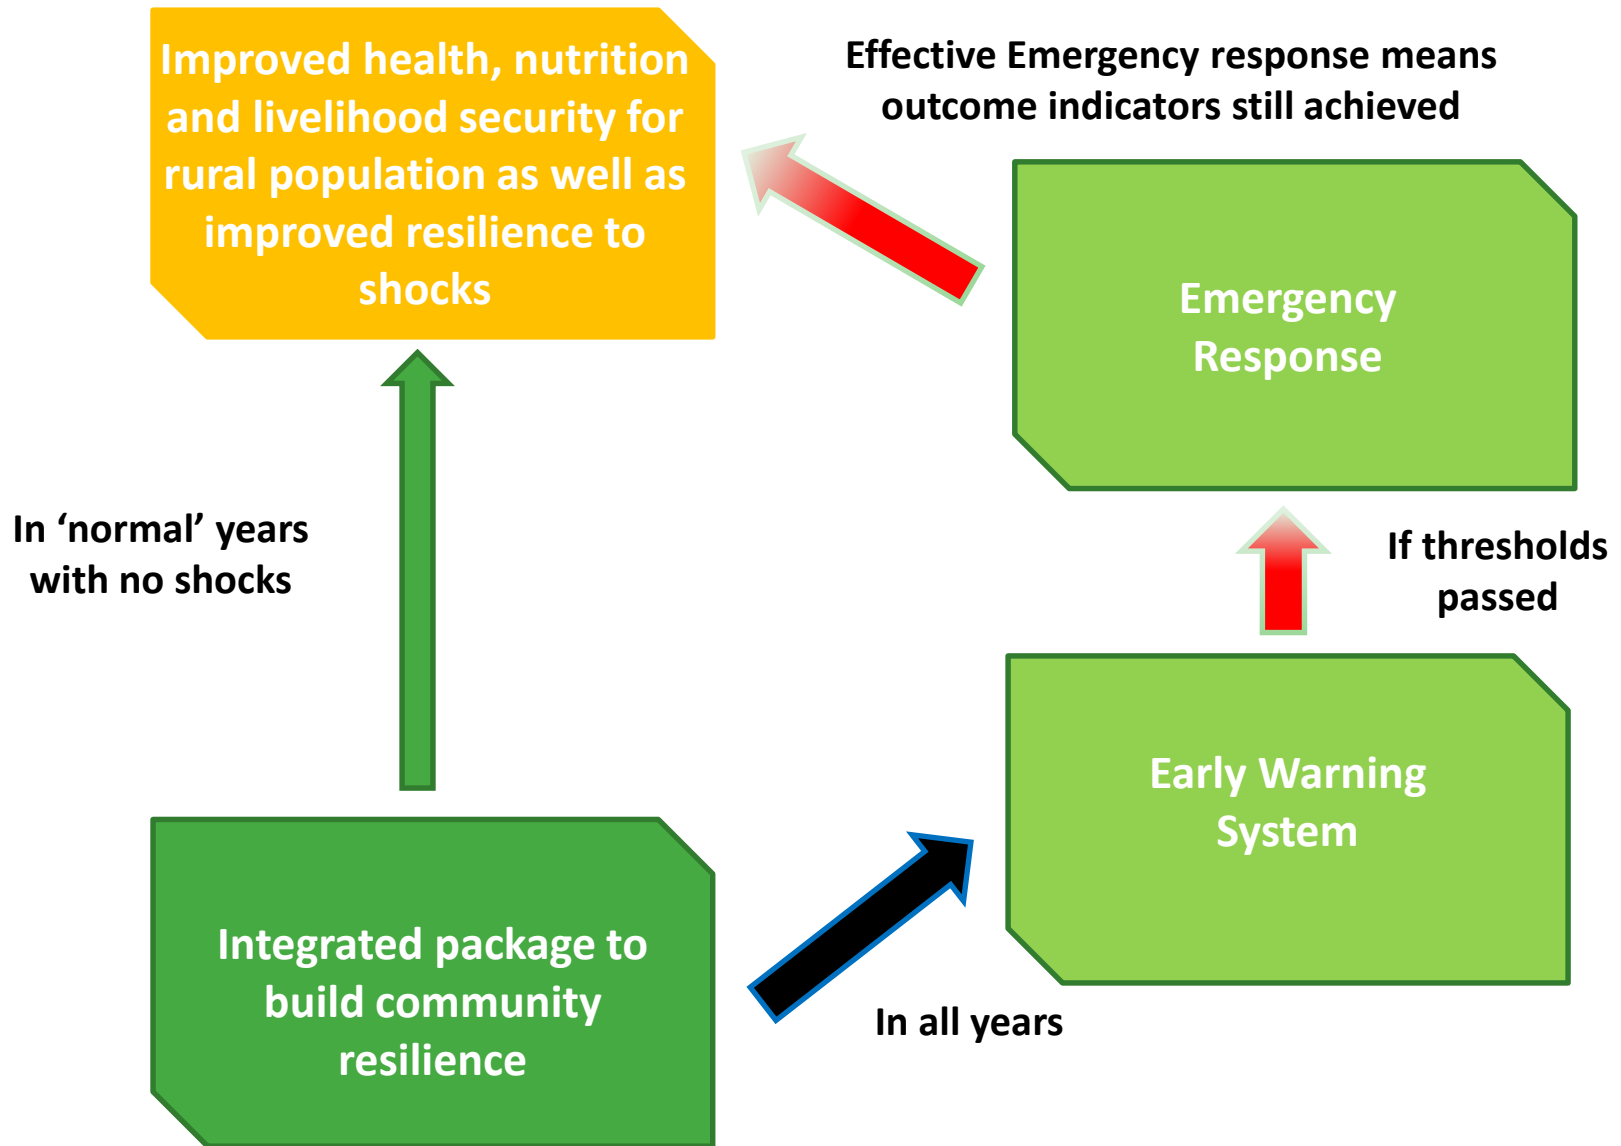 Improved health, nutrition
and livelihood security for
rural population as well as
improved resilience to
shocks
Effective Emergency response means
outcome indicators still achieved
Emergency
Response
In ‘normal’ years
with no shocks
If thresholds
passed
Early Warning
System
Integrated package to
build community
resilience
In all years